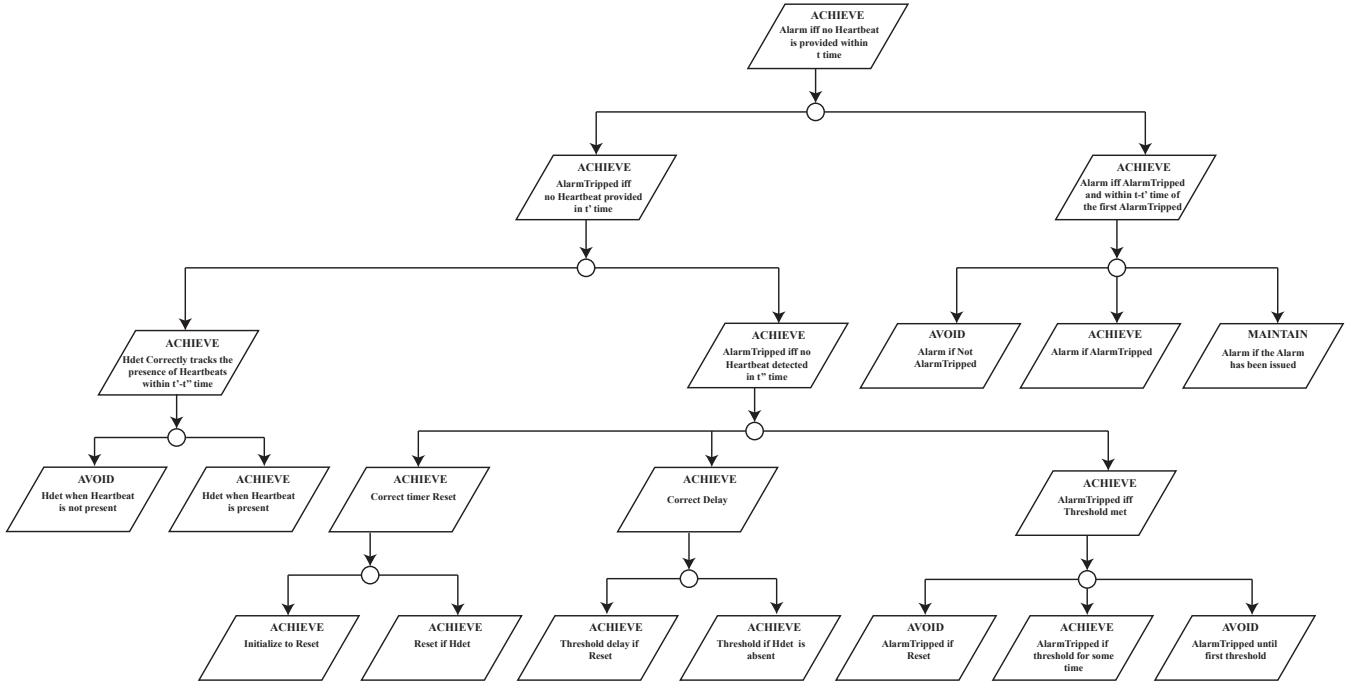 ACHIEVE
Alarm iff no Heartbeat
is provided within
t time
ACHIEVE
AlarmTripped iff
no Heartbeat provided
in t' time
ACHIEVE
Alarm iff AlarmTripped
and within t-t' time of
the first AlarmTripped
ACHIEVE
Hdet Correctly tracks the
presence of Heartbeats
within t'-t'' time
ACHIEVE
AlarmTripped iff no
Heartbeat detected
in t'' time
AVOID
Alarm if Not
AlarmTripped
ACHIEVE
Alarm if AlarmTripped
MAINTAIN
Alarm if the Alarm
has been issued
AVOID
Hdet when Heartbeat
is not present
ACHIEVE
Hdet when Heartbeat
is present
ACHIEVE
Correct timer Reset
ACHIEVE
Correct Delay
ACHIEVE
AlarmTripped iff
Threshold met
ACHIEVE
Initialize to Reset
ACHIEVE
Reset if Hdet
ACHIEVE
Threshold delay if
Reset
ACHIEVE
Threshold if Hdet is
absent
AVOID
AlarmTripped if
Reset
ACHIEVE
AlarmTripped if
threshold for some
time
AVOID
AlarmTripped until
first threshold